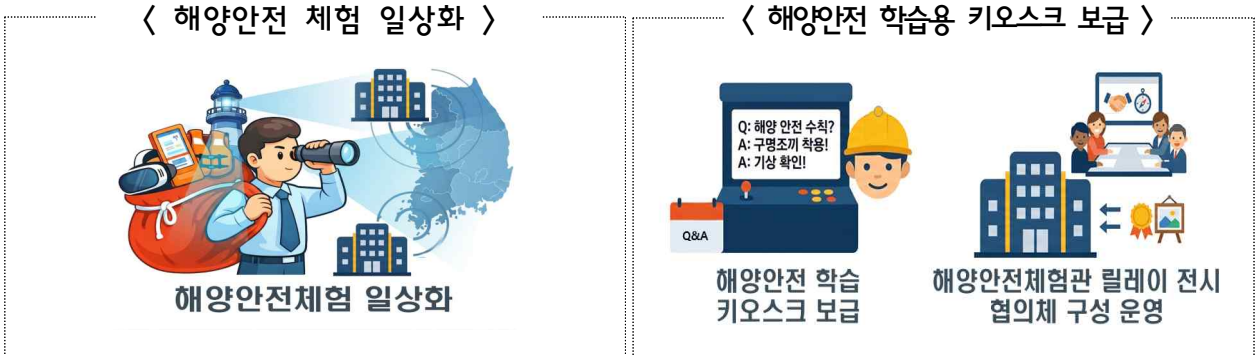 〈 해양안전 체험 일상화 〉
해양안전체험 일상화
〈 해양안전 학습용 키오스크 보급 〉
Q: 해양 안전 수칙?
A: 구명조끼 착용!
A: 기상 확인!
Q&A
해양안전 학습
키오스크 보급
해양안전체험관 릴레이 전시
협의체 구성 운영